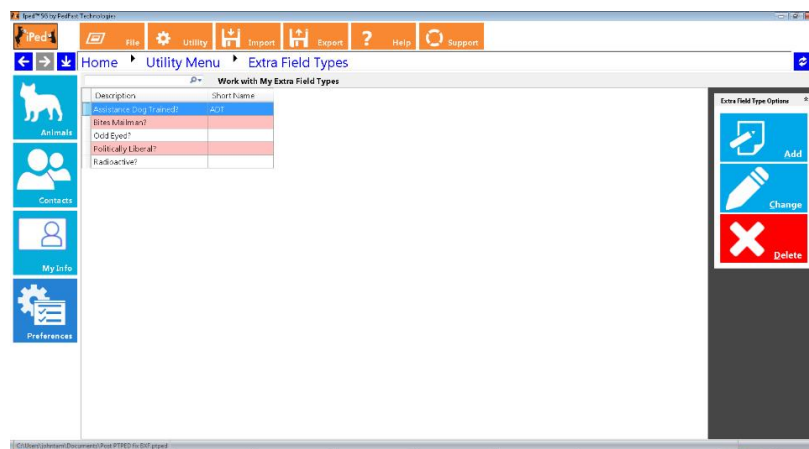 iPed™ 5G by PedFast Technologies
iPed
File
Utility
Import
Export
? Help
Support
Home Utility Menu Extra Field Types
Work with My Extra Field Types
Description Short Name
Assistance Dog Trained? ADT
Bites Mailman?
Odd Eyed?
Politically Liberal?
Radioactive?
Animals
Contacts
My Info
Preferences
Extra Field Type Options
Add
Change
Delete